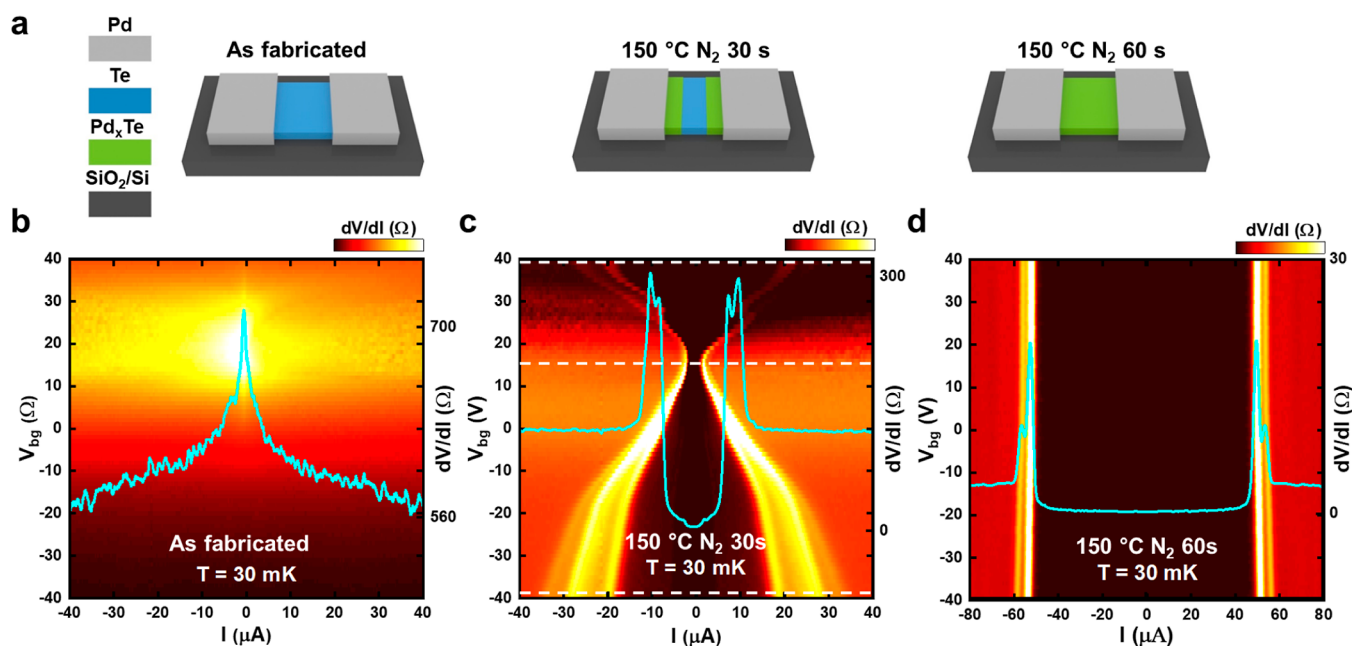 a
Pd
Te
PdₓTe
SiO₂/Si
As fabricated
150 °C N₂ 30 s
150 °C N₂ 60 s
b
dV/dI (Ω)
40
30
20
10
0
-10
-20
-30
-40
V_bg (Ω)
700
560
dV/dI (Ω)
As fabricated
T = 30 mK
-40 -30 -20 -10 0 10 20 30 40
I (μA)
c
dV/dI (Ω)
40
30
20
10
0
-10
-20
-30
-40
V_bg (V)
300
0
dV/dI (Ω)
150 °C N₂ 30s
T = 30 mK
-40 -30 -20 -10 0 10 20 30 40
I (μA)
d
dV/dI (Ω)
40
30
20
10
0
-10
-20
-30
-40
V_bg (V)
30
0
dV/dI (Ω)
150 °C N₂ 60s
T = 30 mK
-80 -60 -40 -20 0 20 40 60 80
I (μA)